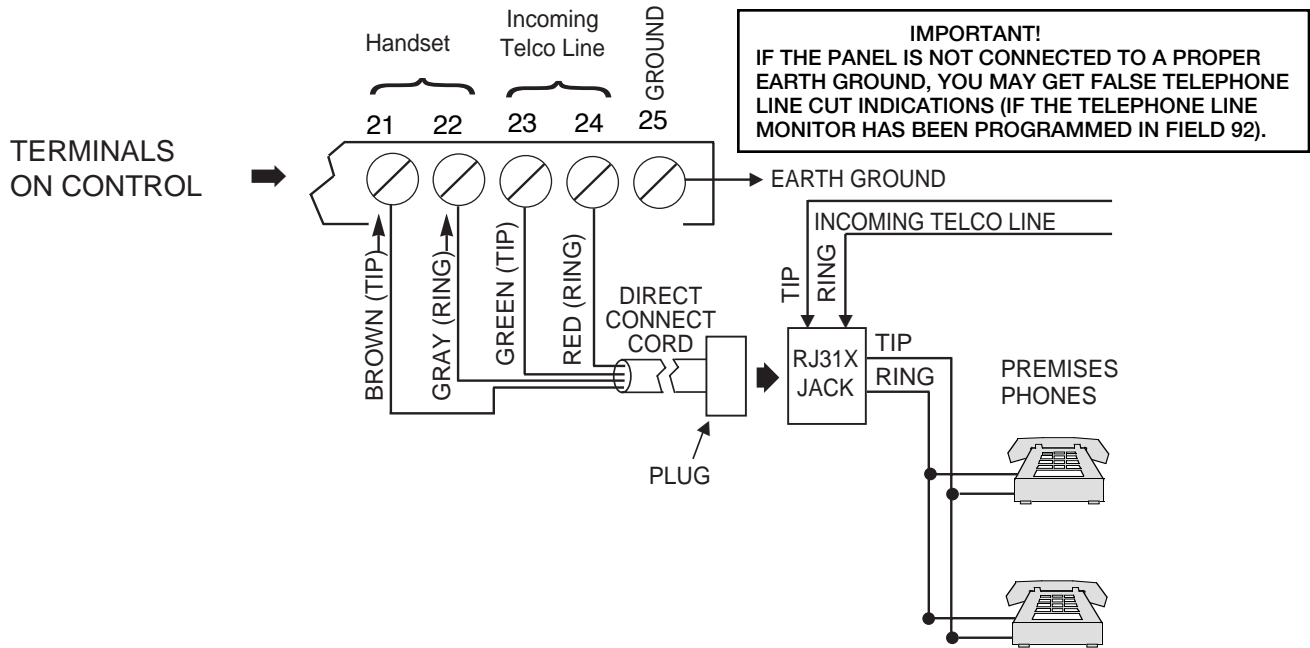 Handset
Incoming
Telco Line
GROUND
21 22 23 24 25
IMPORTANT!
IF THE PANEL IS NOT CONNECTED TO A PROPER
EARTH GROUND, YOU MAY GET FALSE TELEPHONE
LINE CUT INDICATIONS (IF THE TELEPHONE LINE
MONITOR HAS BEEN PROGRAMMED IN FIELD 92).
TERMINALS
ON CONTROL
EARTH GROUND
INCOMING TELCO LINE
BROWN (TIP)
GRAY (RING)
GREEN (TIP)
RED (RING)
DIRECT
CONNECT
CORD
PLUG
TIP
RING
RJ31X
JACK
TIP
RING
PREMISES
PHONES